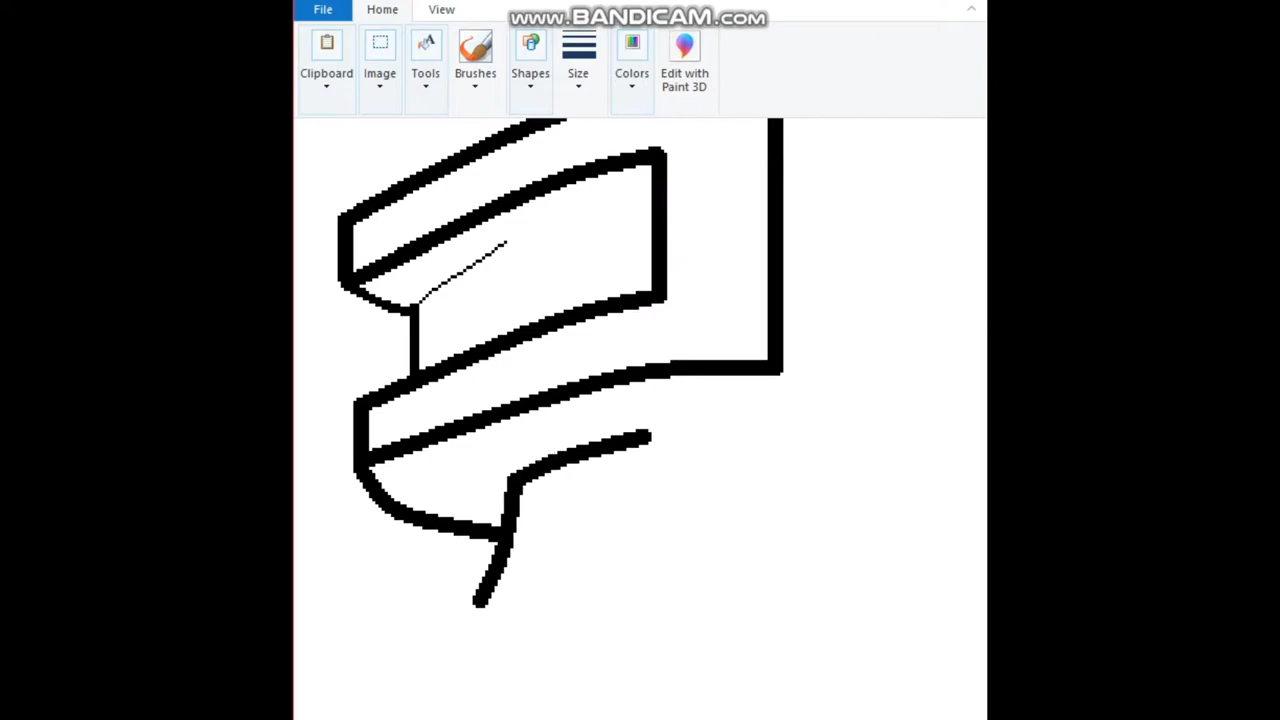 File Home View
www.BANDICAM.com
Clipboard Image Tools Brushes Shapes Size Colors Edit with
Paint 3D